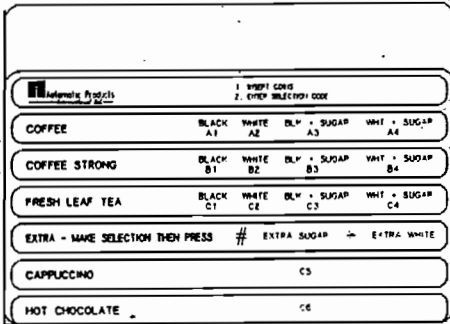 Automatic Products
1 INSERT COINS
2. ENTER SELECTION CODE
COFFEE BLACK WHITE BLK + SUGAR WHT + SUGAR
A1 A2 A3 A4
COFFEE STRONG BLACK WHITE BLK + SUGAR WHT + SUGAR
B1 B2 B3 B4
FRESH LEAF TEA BLACK WHITE BLK + SUGAR WHT + SUGAR
C1 C2 C3 C4
EXTRA - MAKE SELECTION THEN PRESS # EXTRA SUGAR EXTRA WHITE
CAPPUCCINO C5
HOT CHOCOLATE C6